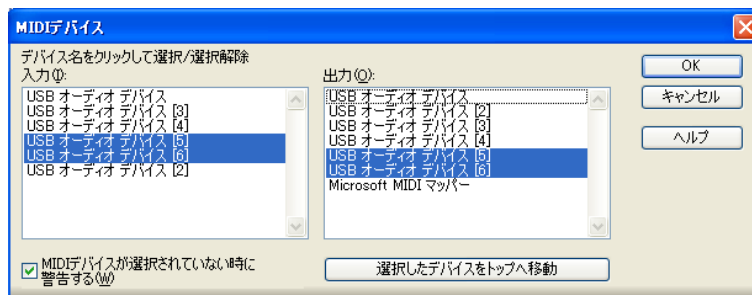 MIDIデバイス
デバイス名をクリックして選択/選択解除
入力(I):
USB オーディオ デバイス
USB オーディオ デバイス [3]
USB オーディオ デバイス [4]
USB オーディオ デバイス [5]
USB オーディオ デバイス [6]
USB オーディオ デバイス [2]
出力(O):
USB オーディオ デバイス
USB オーディオ デバイス [2]
USB オーディオ デバイス [3]
USB オーディオ デバイス [4]
USB オーディオ デバイス [5]
USB オーディオ デバイス [6]
Microsoft MIDI マッパー
OK
キャンセル
ヘルプ
MIDIデバイスが選択されていない時に
警告する(W)
選択したデバイスをトップへ移動